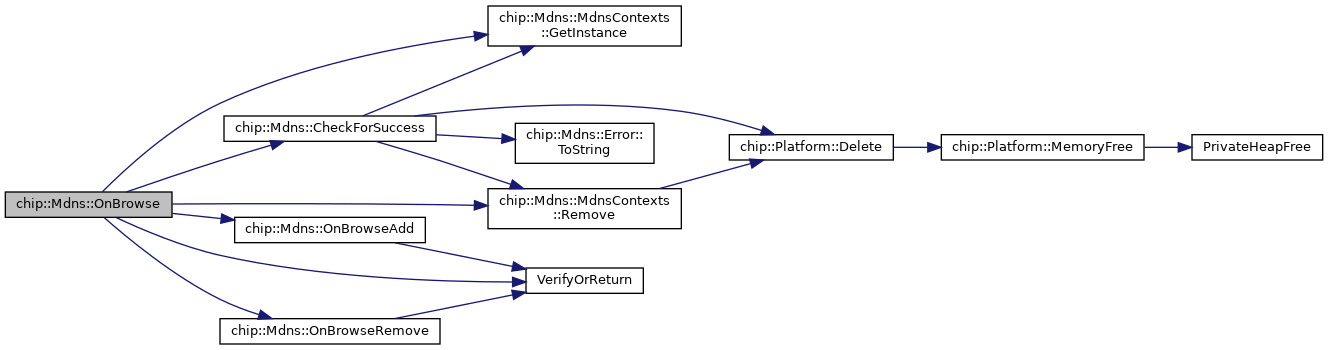 chip::Mdns::MdnsContexts
::GetInstance
chip::Mdns::CheckForSuccess
chip::Mdns::Error::
ToString
chip::Platform::Delete
chip::Platform::MemoryFree
PrivateHeapFree
chip::Mdns::OnBrowse
chip::Mdns::MdnsContexts
::Remove
chip::Mdns::OnBrowseAdd
VerifyOrReturn
chip::Mdns::OnBrowseRemove